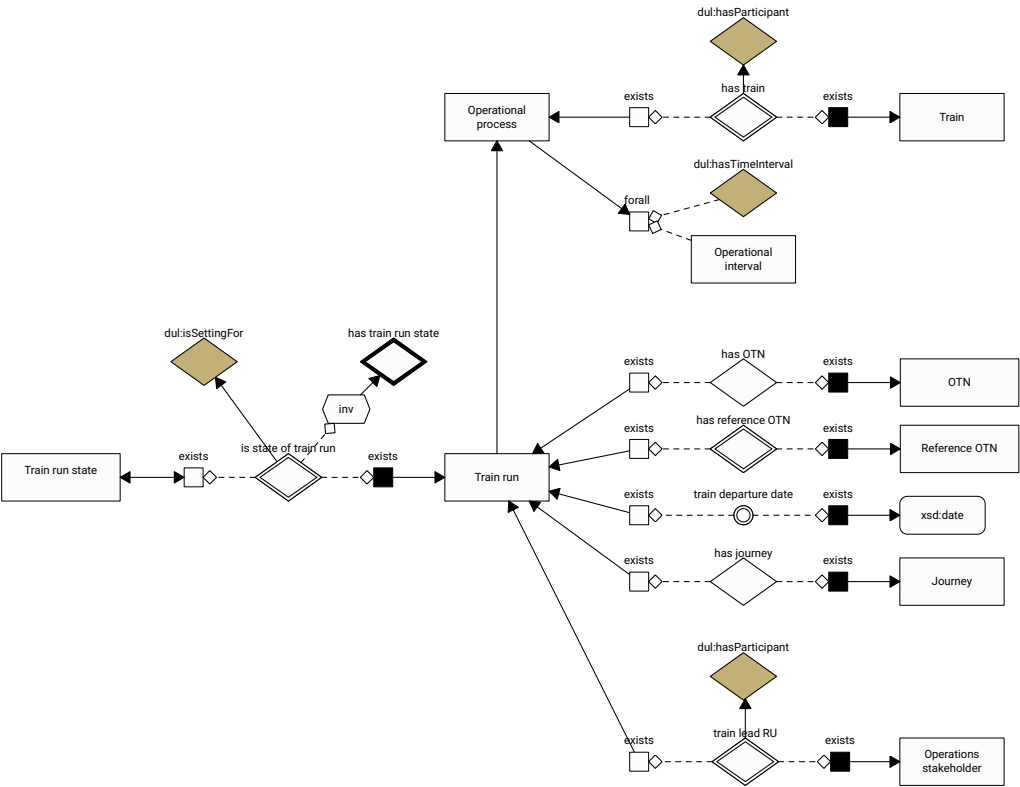 dul:hasParticipant
has train
exists
exists
Operational
process
Train
dul:hasTimeInterval
forall
Operational
interval
dul:isSettingFor
has train run state
inv
is state of train run
exists
exists
Train run state
Train run
has OTN
exists
exists
OTN
has reference OTN
exists
exists
Reference OTN
train departure date
exists
exists
xsd:date
has journey
exists
exists
Journey
dul:hasParticipant
train lead RU
exists
exists
Operations
stakeholder